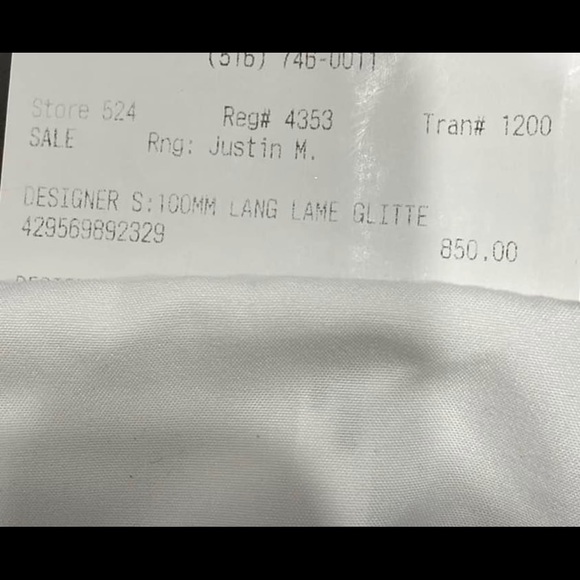 (516) 746-0011
Store 524 Reg# 4353 Tran# 1200
SALE Rng: Justin M.
DESIGNER S:100MM LANG LAME GLITTE
429569892329
850.00